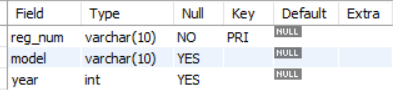 Field Type Null Key Default Extra
reg_num varchar(10) NO PRI NULL
model varchar(10) YES NULL
year int YES NULL